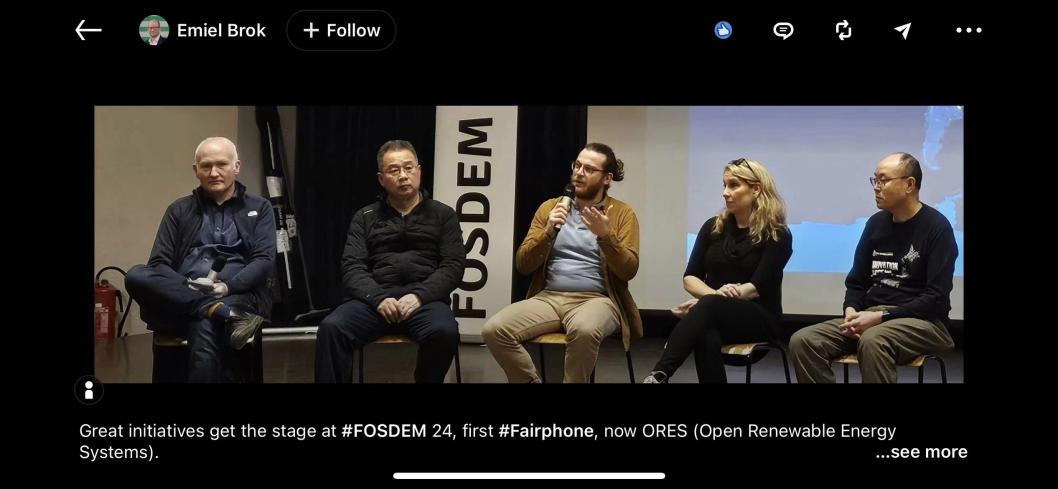 Emiel Brok
+ Follow
FOSDEM
INNOVATION
Great initiatives get the stage at #FOSDEM 24, first #Fairphone, now ORES (Open Renewable Energy
Systems).
...see more